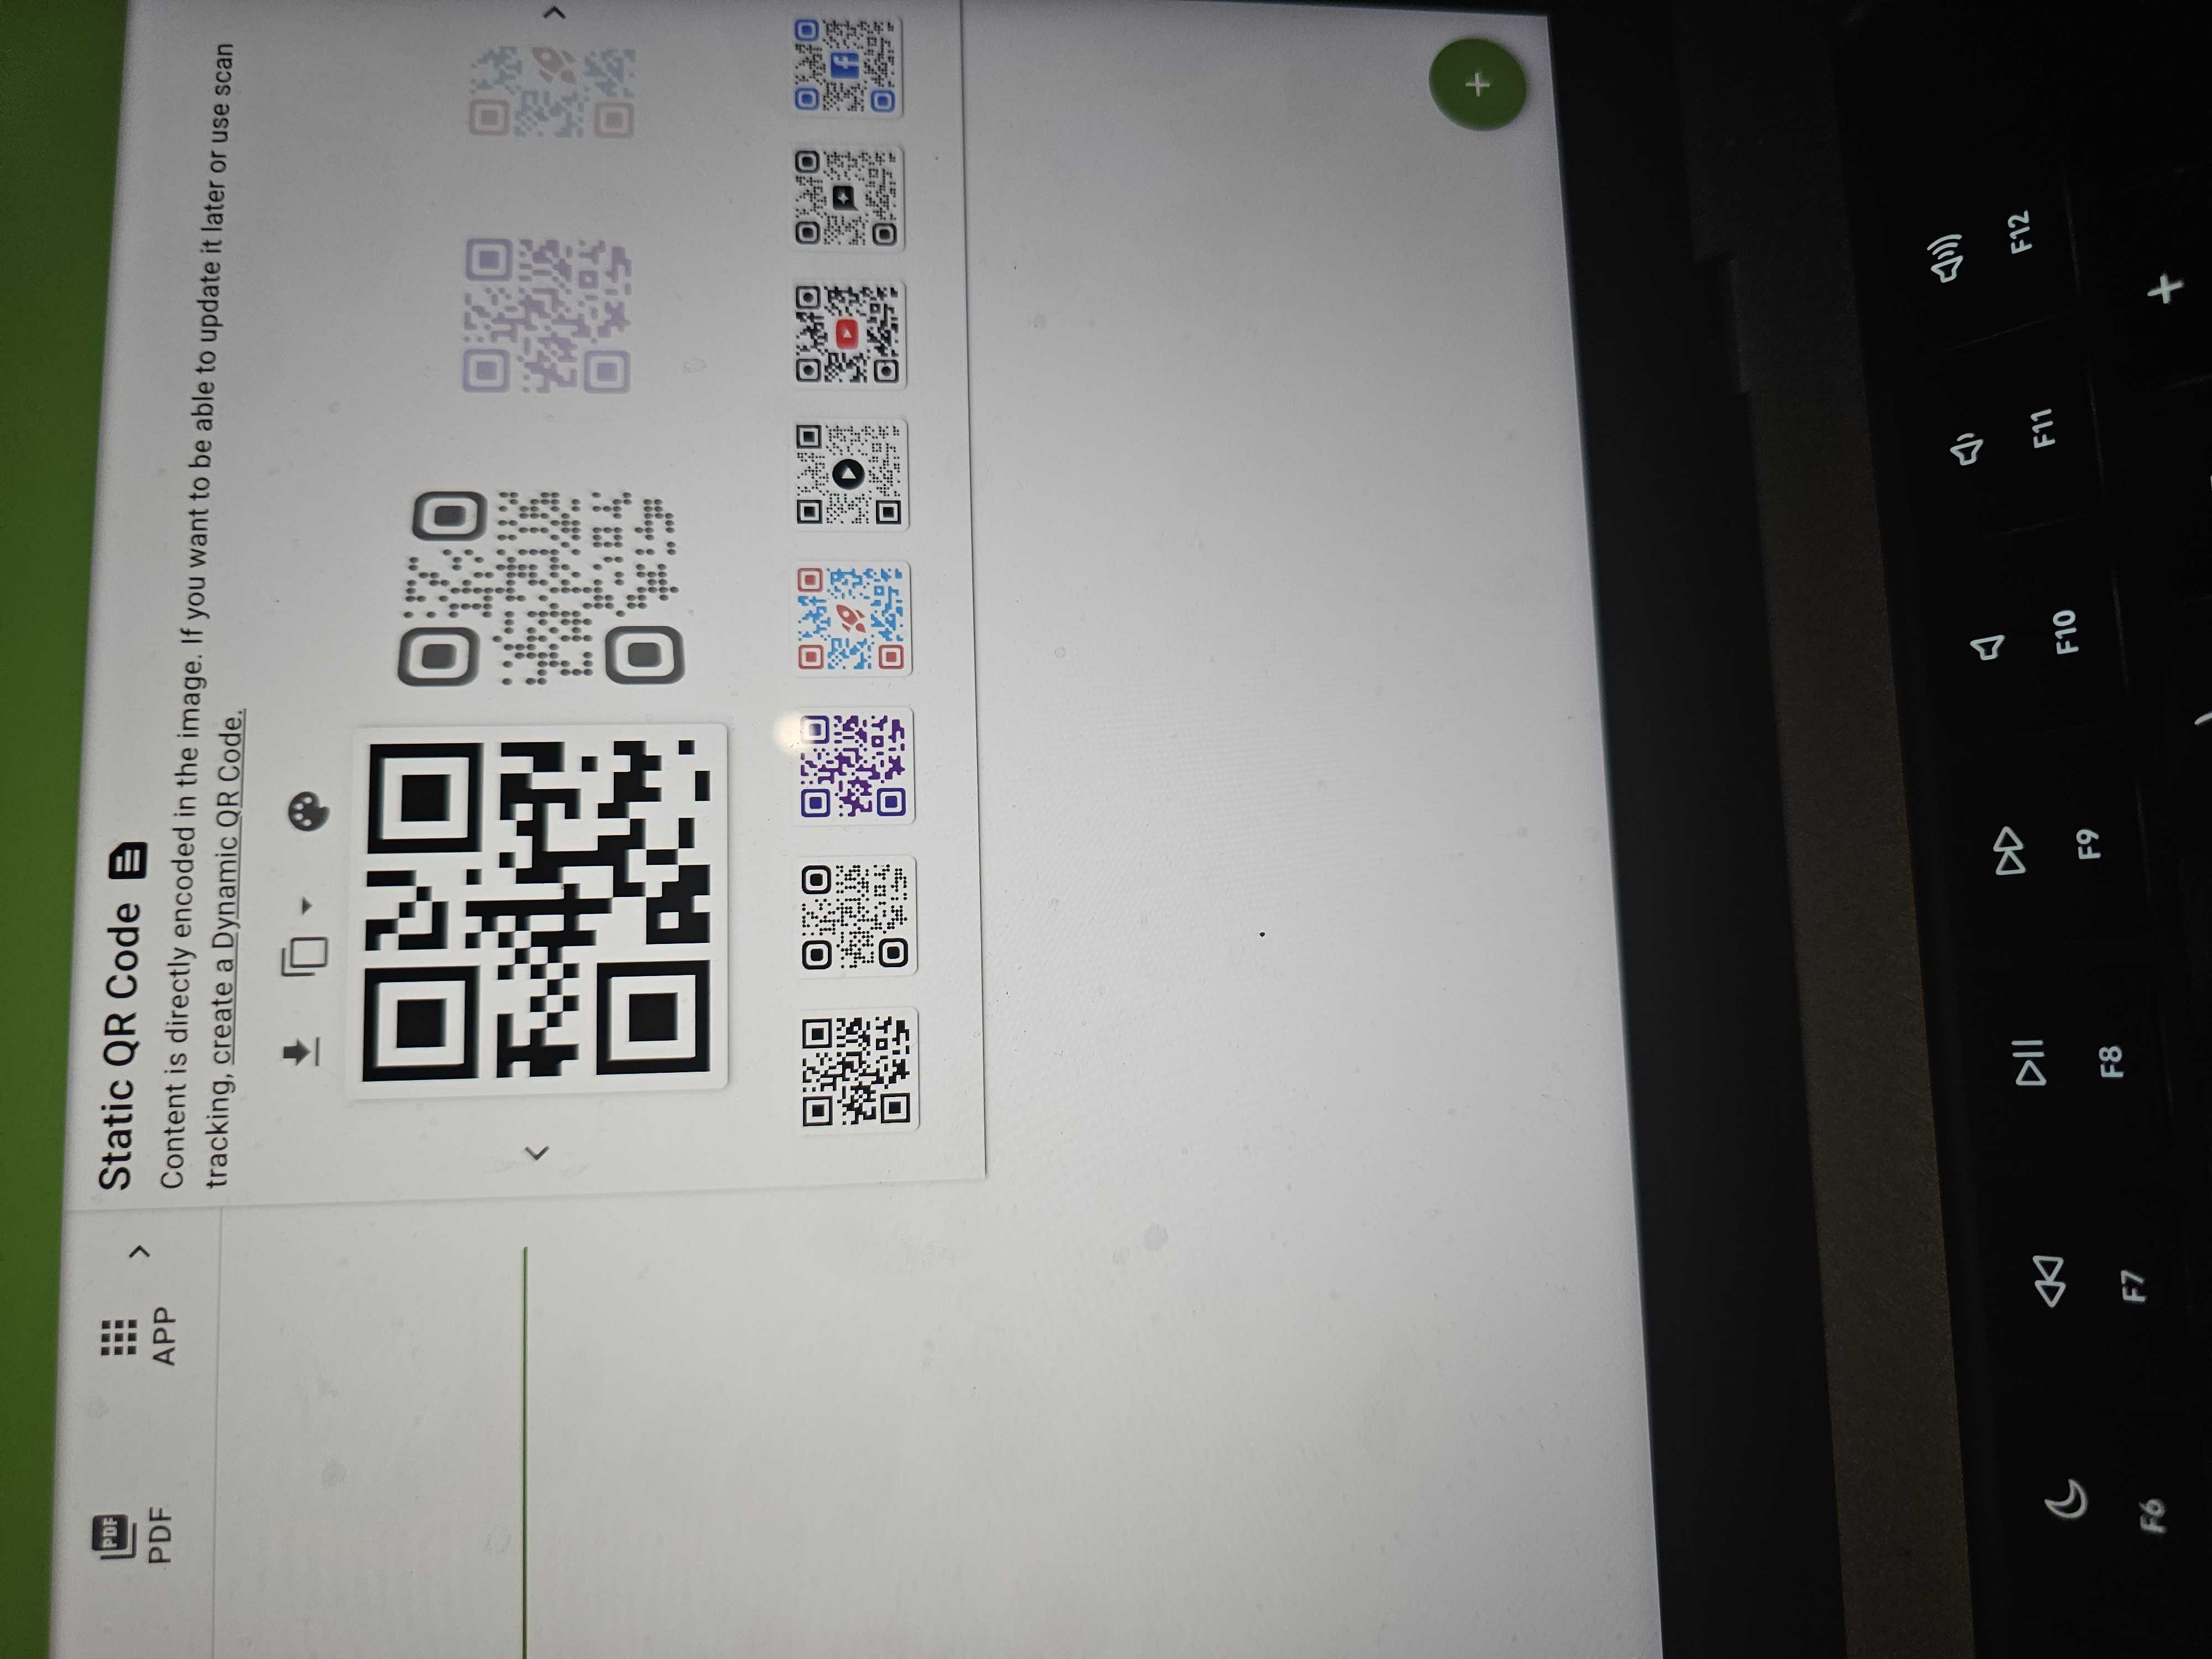 PDF
PDF
APP
Static QR Code
Content is directly encoded in the image. If you want to be able to update it later or use scan
tracking, create a Dynamic QR Code.
F6
F7
F8
F9
F10
F11
F12
+